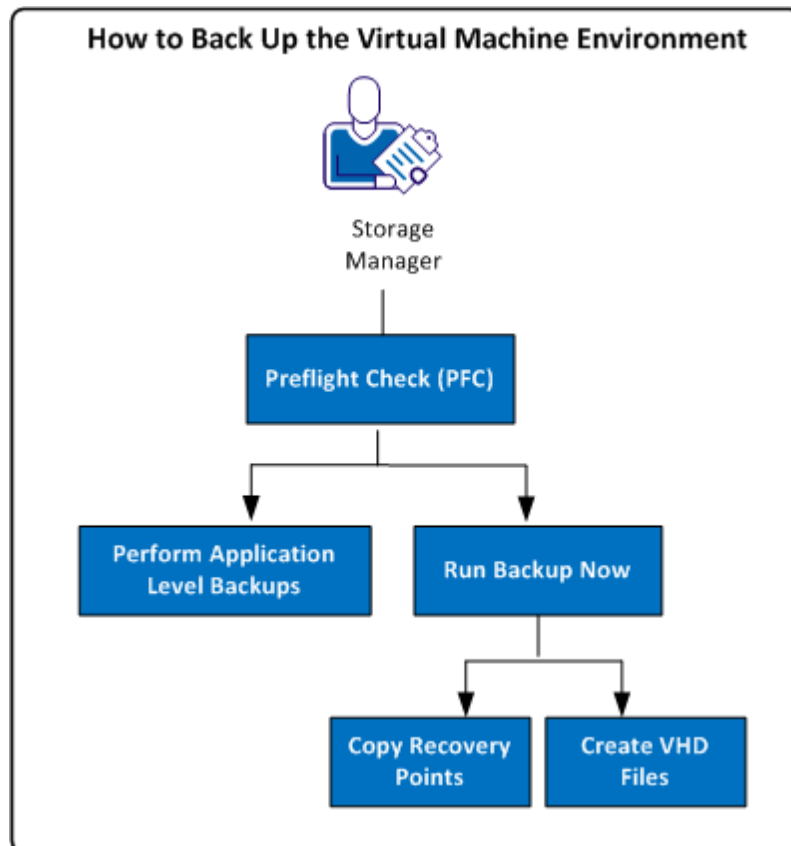 How to Back Up the Virtual Machine Environment
Storage
Manager
Preflight Check (PFC)
Perform Application
Level Backups
Run Backup Now
Copy Recovery
Points
Create VHD
Files